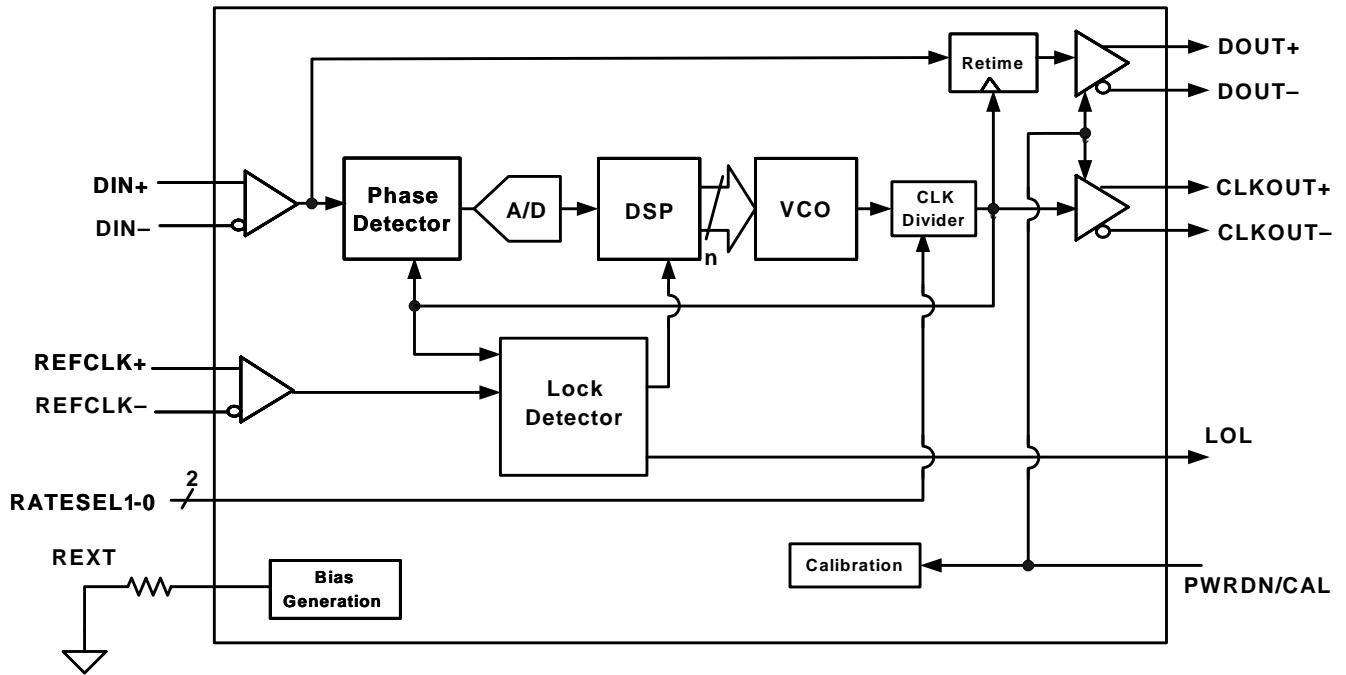 DOUT+
Retime
DOUT–
DIN+
Phase
Detector
A/D
DSP
n
VCO
CLK
Divider
CLKOUT+
DIN–
CLKOUT–
REFCLK+
REFCLK–
Lock
Detector
LOL
2
RATESEL1-0
REXT
Bias
Generation
Calibration
PWRDN/CAL